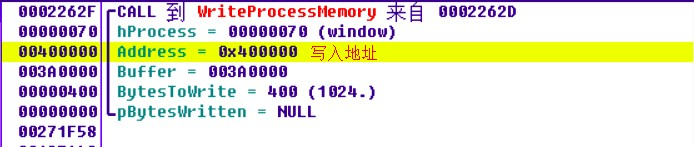 0002262F CALL 到 WriteProcessMemory 来自 0002262D
00000070 hProcess = 00000070 (window)
00400000 Address = 0x400000 写入地址
003A0000 Buffer = 003A0000
00000400 BytesToWrite = 400 (1024.)
00000000 pBytesWritten = NULL
00271F58